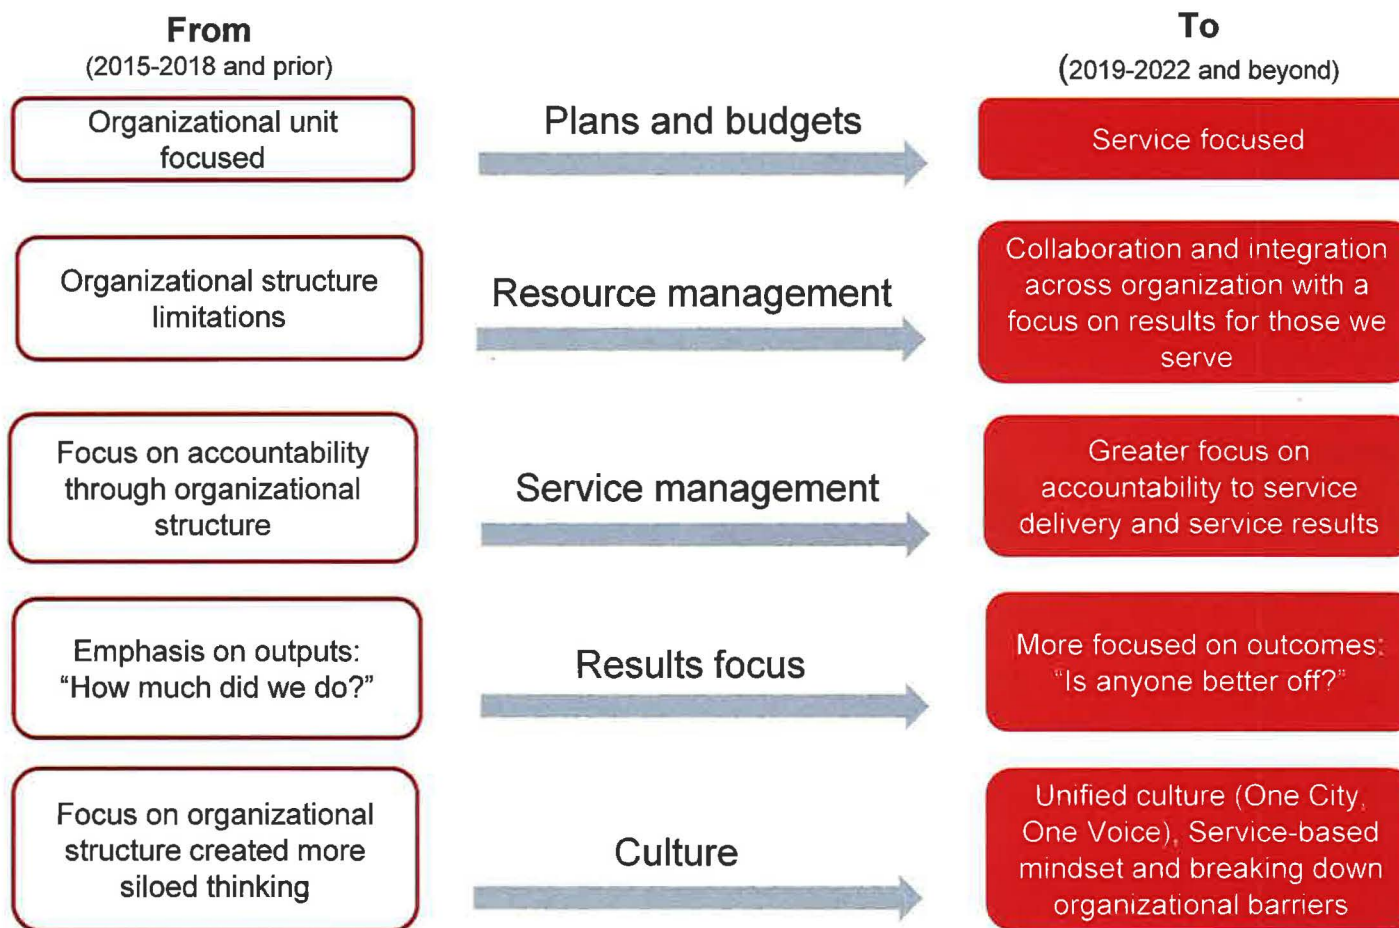 From
(2015-2018 and prior)
To
(2019-2022 and beyond)
Organizational unit
focused
Plans and budgets
Service focused
Organizational structure
limitations
Resource management
Collaboration and integration
across organization with a
focus on results for those we
serve
Focus on accountability
through organizational
structure
Service management
Greater focus on
accountability to service
delivery and service results
Emphasis on outputs:
“How much did we do?”
Results focus
More focused on outcomes:
“Is anyone better off?”
Focus on organizational
structure created more
siloed thinking
Culture
Unified culture (One City,
One Voice), Service-based
mindset and breaking down
organizational barriers